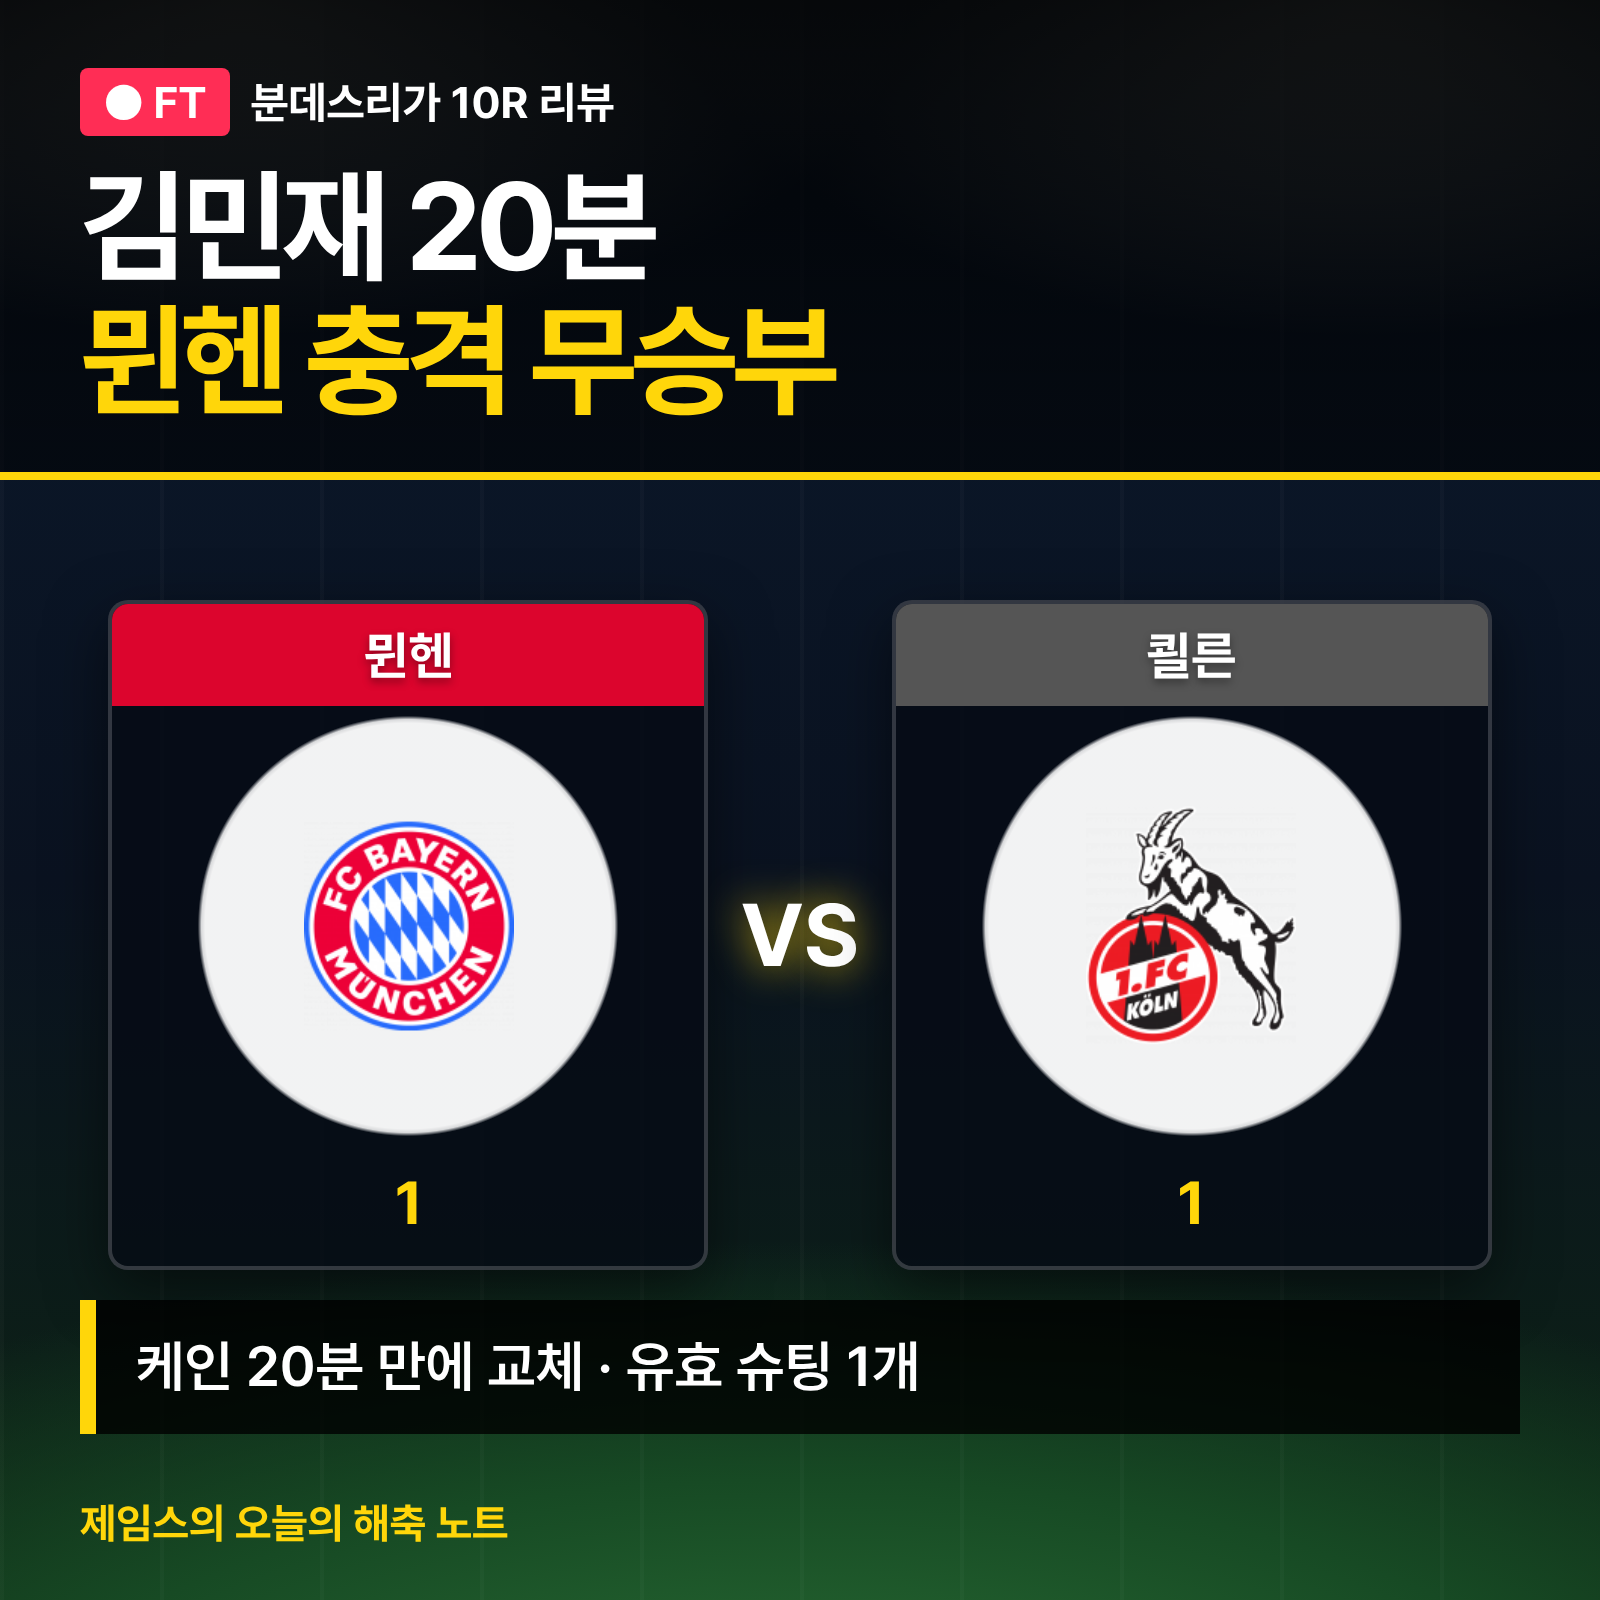 FT 분데스리가 10R 리뷰
김민재 20분
뮌헨 충격 무승부
뮌헨
쾰른
FC BAYERN
MÜNCHEN
VS
1.FC
KÖLN
1
1
케인 20분 만에 교체 · 유효 슈팅 1개
제임스의 오늘의 해축 노트